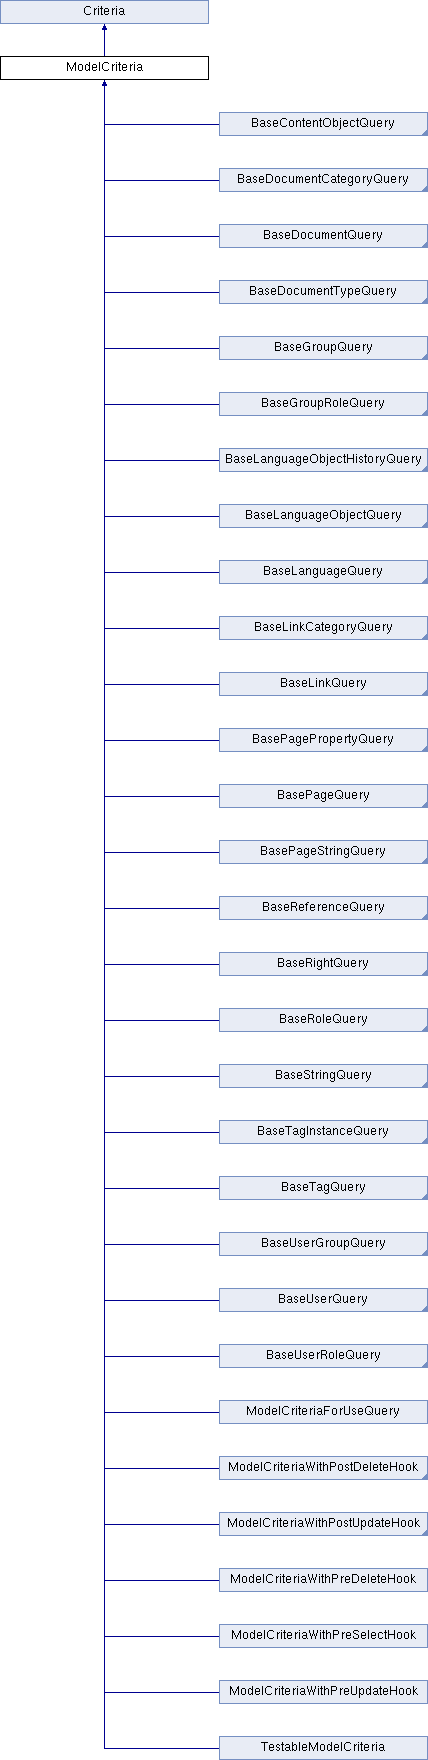 Criteria
ModelCriteria
BaseContentObjectQuery
BaseDocumentCategoryQuery
BaseDocumentQuery
BaseDocumentTypeQuery
BaseGroupQuery
BaseGroupRoleQuery
BaseLanguageObjectHistoryQuery
BaseLanguageObjectQuery
BaseLanguageQuery
BaseLinkCategoryQuery
BaseLinkQuery
BasePagePropertyQuery
BasePageQuery
BasePageStringQuery
BaseReferenceQuery
BaseRightQuery
BaseRoleQuery
BaseStringQuery
BaseTagInstanceQuery
BaseTagQuery
BaseUserGroupQuery
BaseUserQuery
BaseUserRoleQuery
ModelCriteriaForUseQuery
ModelCriteriaWithPostDeleteHook
ModelCriteriaWithPostUpdateHook
ModelCriteriaWithPreDeleteHook
ModelCriteriaWithPreSelectHook
ModelCriteriaWithPreUpdateHook
TestableModelCriteria